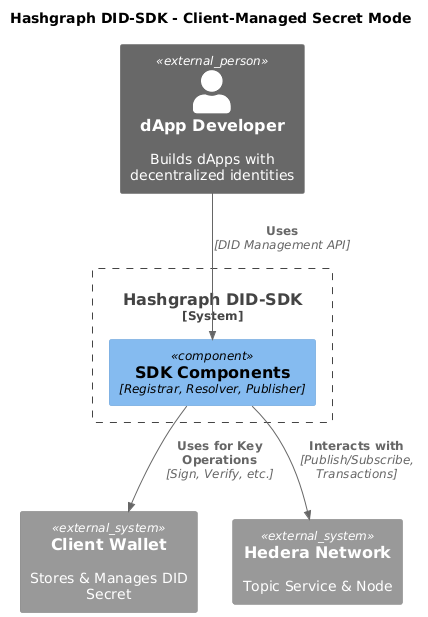 Hashgraph DID-SDK - Client-Managed Secret Mode
«external_person»
dApp Developer
Builds dApps with
decentralized identities
Uses
[DID Management API]
Hashgraph DID-SDK
[System]
«component»
SDK Components
[Registrar, Resolver, Publisher]
Uses for Key
Operations
[Sign, Verify, etc.]
Interacts with
[Publish/Subscribe,
Transactions]
«external_system»
Client Wallet
Stores & Manages DID
Secret
«external_system»
Hedera Network
Topic Service & Node